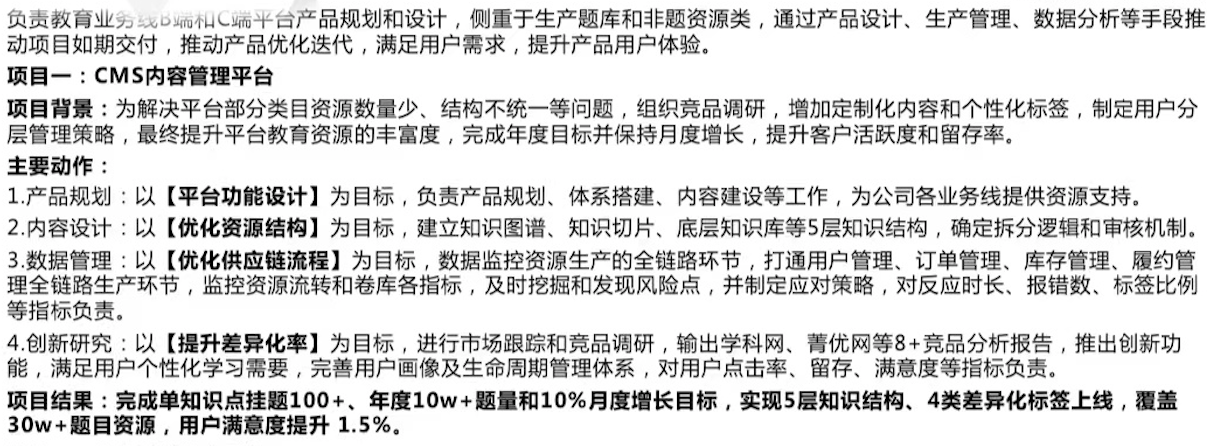 负责教育业务线B端和C端平台产品规划和设计，侧重于生产题库和非题资源类，通过产品设计、生产管理、数据分析等手段推
动项目如期交付，推动产品优化迭代，满足用户需求，提升产品用户体验。
项目一：CMS内容管理平台
项目背景：为解决平台部分类目资源数量少、结构不统一等问题，组织竞品调研，增加定制化内容和个性化标签，制定用户分
层管理策略，最终提升平台教育资源的丰富度，完成年度目标并保持月度增长，提升客户活跃度和留存率。
主要动作：
1.产品规划：以【平台功能设计】为目标，负责产品规划、体系搭建、内容建设等工作，为公司各业务线提供资源支持。
2.内容设计：以【优化资源结构】为目标，建立知识图谱、知识切片、底层知识库等5层知识结构，确定拆分逻辑和审核机制。
3.数据管理：以【优化供应链流程】为目标，数据监控资源生产的全链路环节，打通用户管理、订单管理、库存管理、履约管
理全链路生产环节，监控资源流转和卷库各指标，及时挖掘和发现风险点，并制定应对策略，对反应时长、报错数、标签比例
等指标负责。
4.创新研究：以【提升差异化率】为目标，进行市场跟踪和竞品调研，输出学科网、菁优网等8+竞品分析报告，推出创新功
能，满足用户个性化学习需要，完善用户画像及生命周期管理体系，对用户点击率、留存、满意度等指标负责。
项目结果：完成单知识点挂题100+、年度10w+题量和10%月度增长目标，实现5层知识结构、4类差异化标签上线，覆盖
30w+题目资源，用户满意度提升 1.5%。